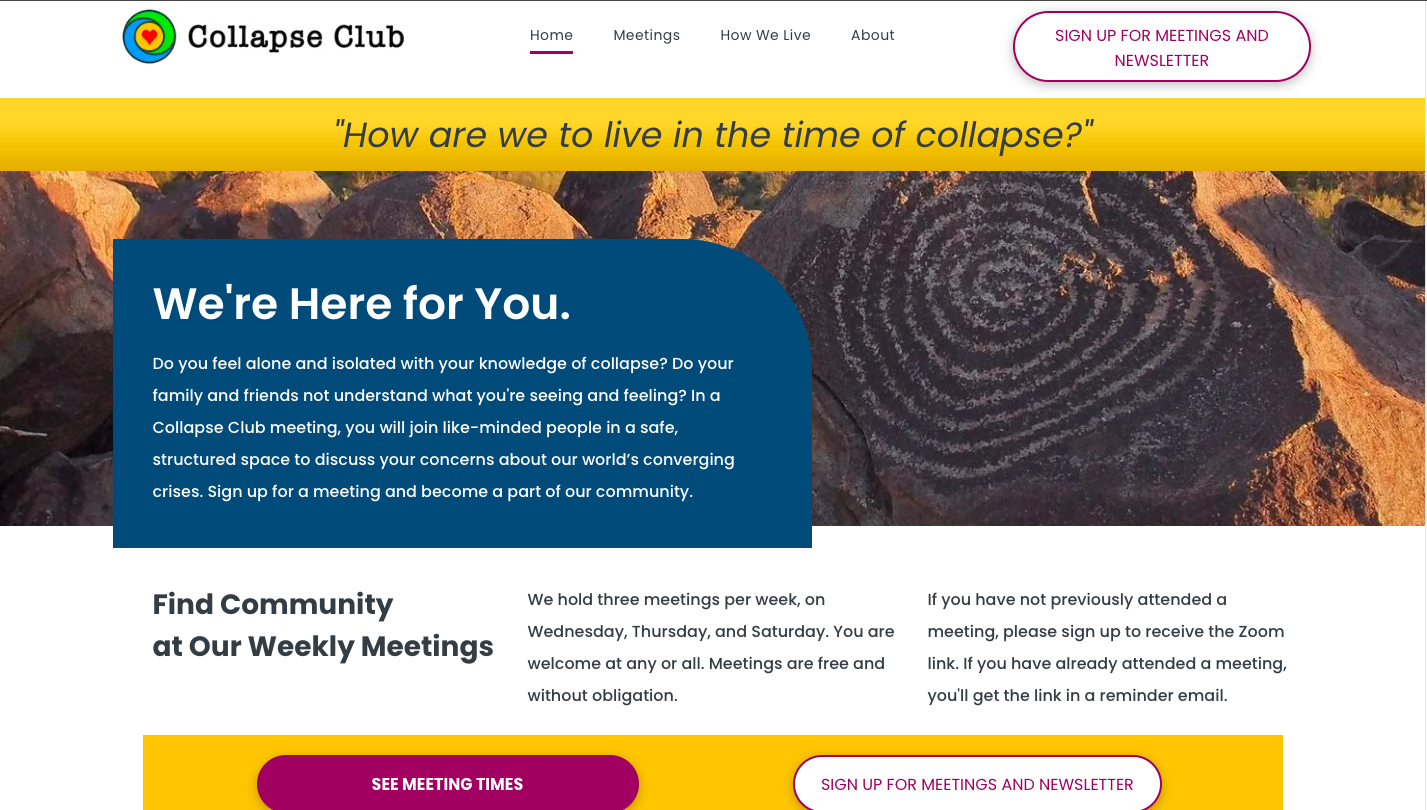 Collapse Club
Home
Meetings
How We Live
About
SIGN UP FOR MEETINGS AND
NEWSLETTER
"How are we to live in the time of collapse?"
We're Here for You.
Do you feel alone and isolated with your knowledge of collapse? Do your
family and friends not understand what you're seeing and feeling? In a
Collapse Club meeting, you will join like-minded people in a safe,
structured space to discuss your concerns about our world’s converging
crises. Sign up for a meeting and become a part of our community.
Find Community
at Our Weekly Meetings
We hold three meetings per week, on
Wednesday, Thursday, and Saturday. You are
welcome at any or all. Meetings are free and
without obligation.
If you have not previously attended a
meeting, please sign up to receive the Zoom
link. If you have already attended a meeting,
you'll get the link in a reminder email.
SEE MEETING TIMES
SIGN UP FOR MEETINGS AND NEWSLETTER